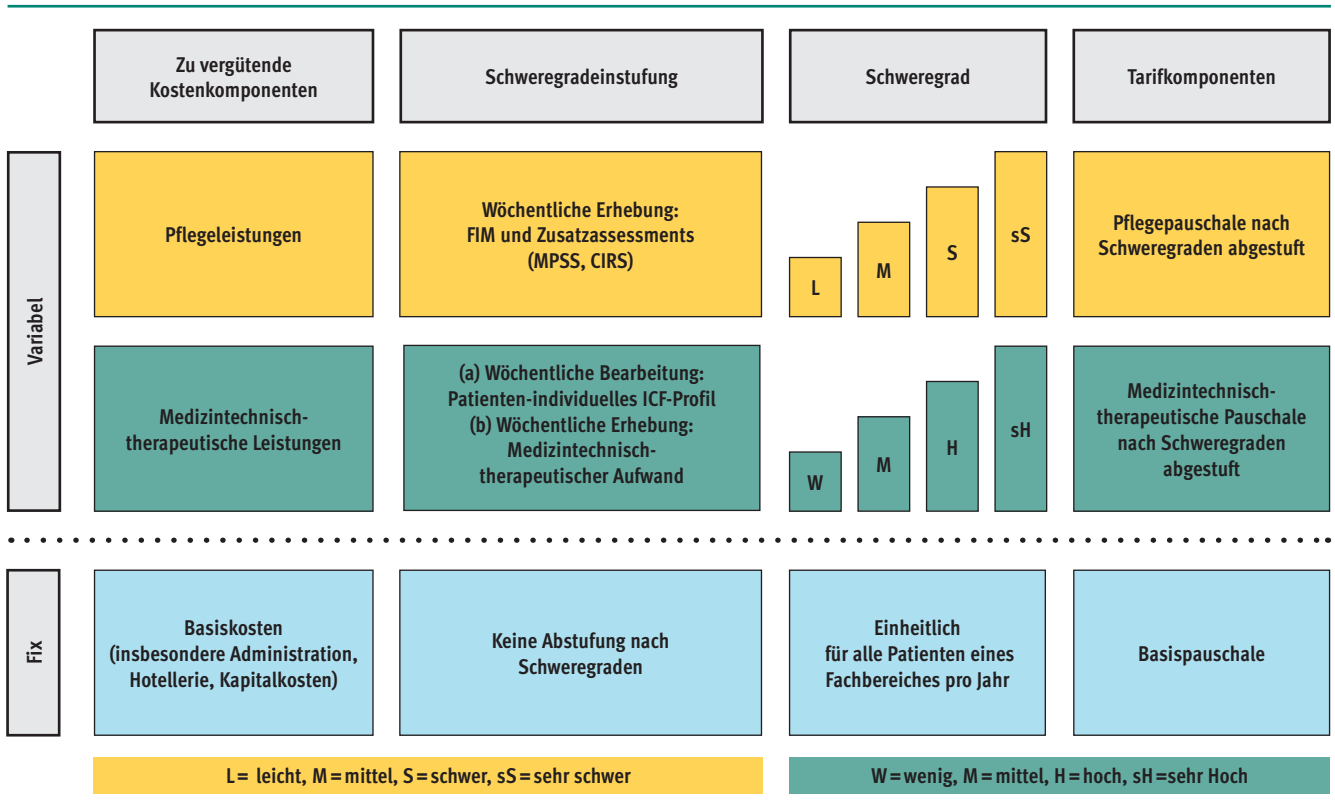 Zu vergütende
Kostenkomponenten
Schweregradeinstufung
Schweregrad
Tarifkomponenten
Variabel
Pflegeleistungen
Wöchentliche Erhebung:
FIM und Zusatzassessments
(MPSS, CIRS)
L
M
S
sS
Pflegepauschale nach
Schweregraden abgestuft
Medizintechnisch-
therapeutische Leistungen
(a) Wöchentliche Bearbeitung:
Patienten-individuelles ICF-Profil
(b) Wöchentliche Erhebung:
Medizintechnisch-
therapeutischer Aufwand
W
M
H
sH
Medizintechnisch-
therapeutische Pauschale
nach Schweregraden
abgestuft
Fix
Basiskosten
(insbesondere Administration,
Hotellerie, Kapitalkosten)
Keine Abstufung nach
Schweregraden
Einheitlich
für alle Patienten eines
Fachbereiches pro Jahr
Basispauschale
L = leicht, M = mittel, S = schwer, sS = sehr schwer
W = wenig, M = mittel, H = hoch, sH = sehr Hoch